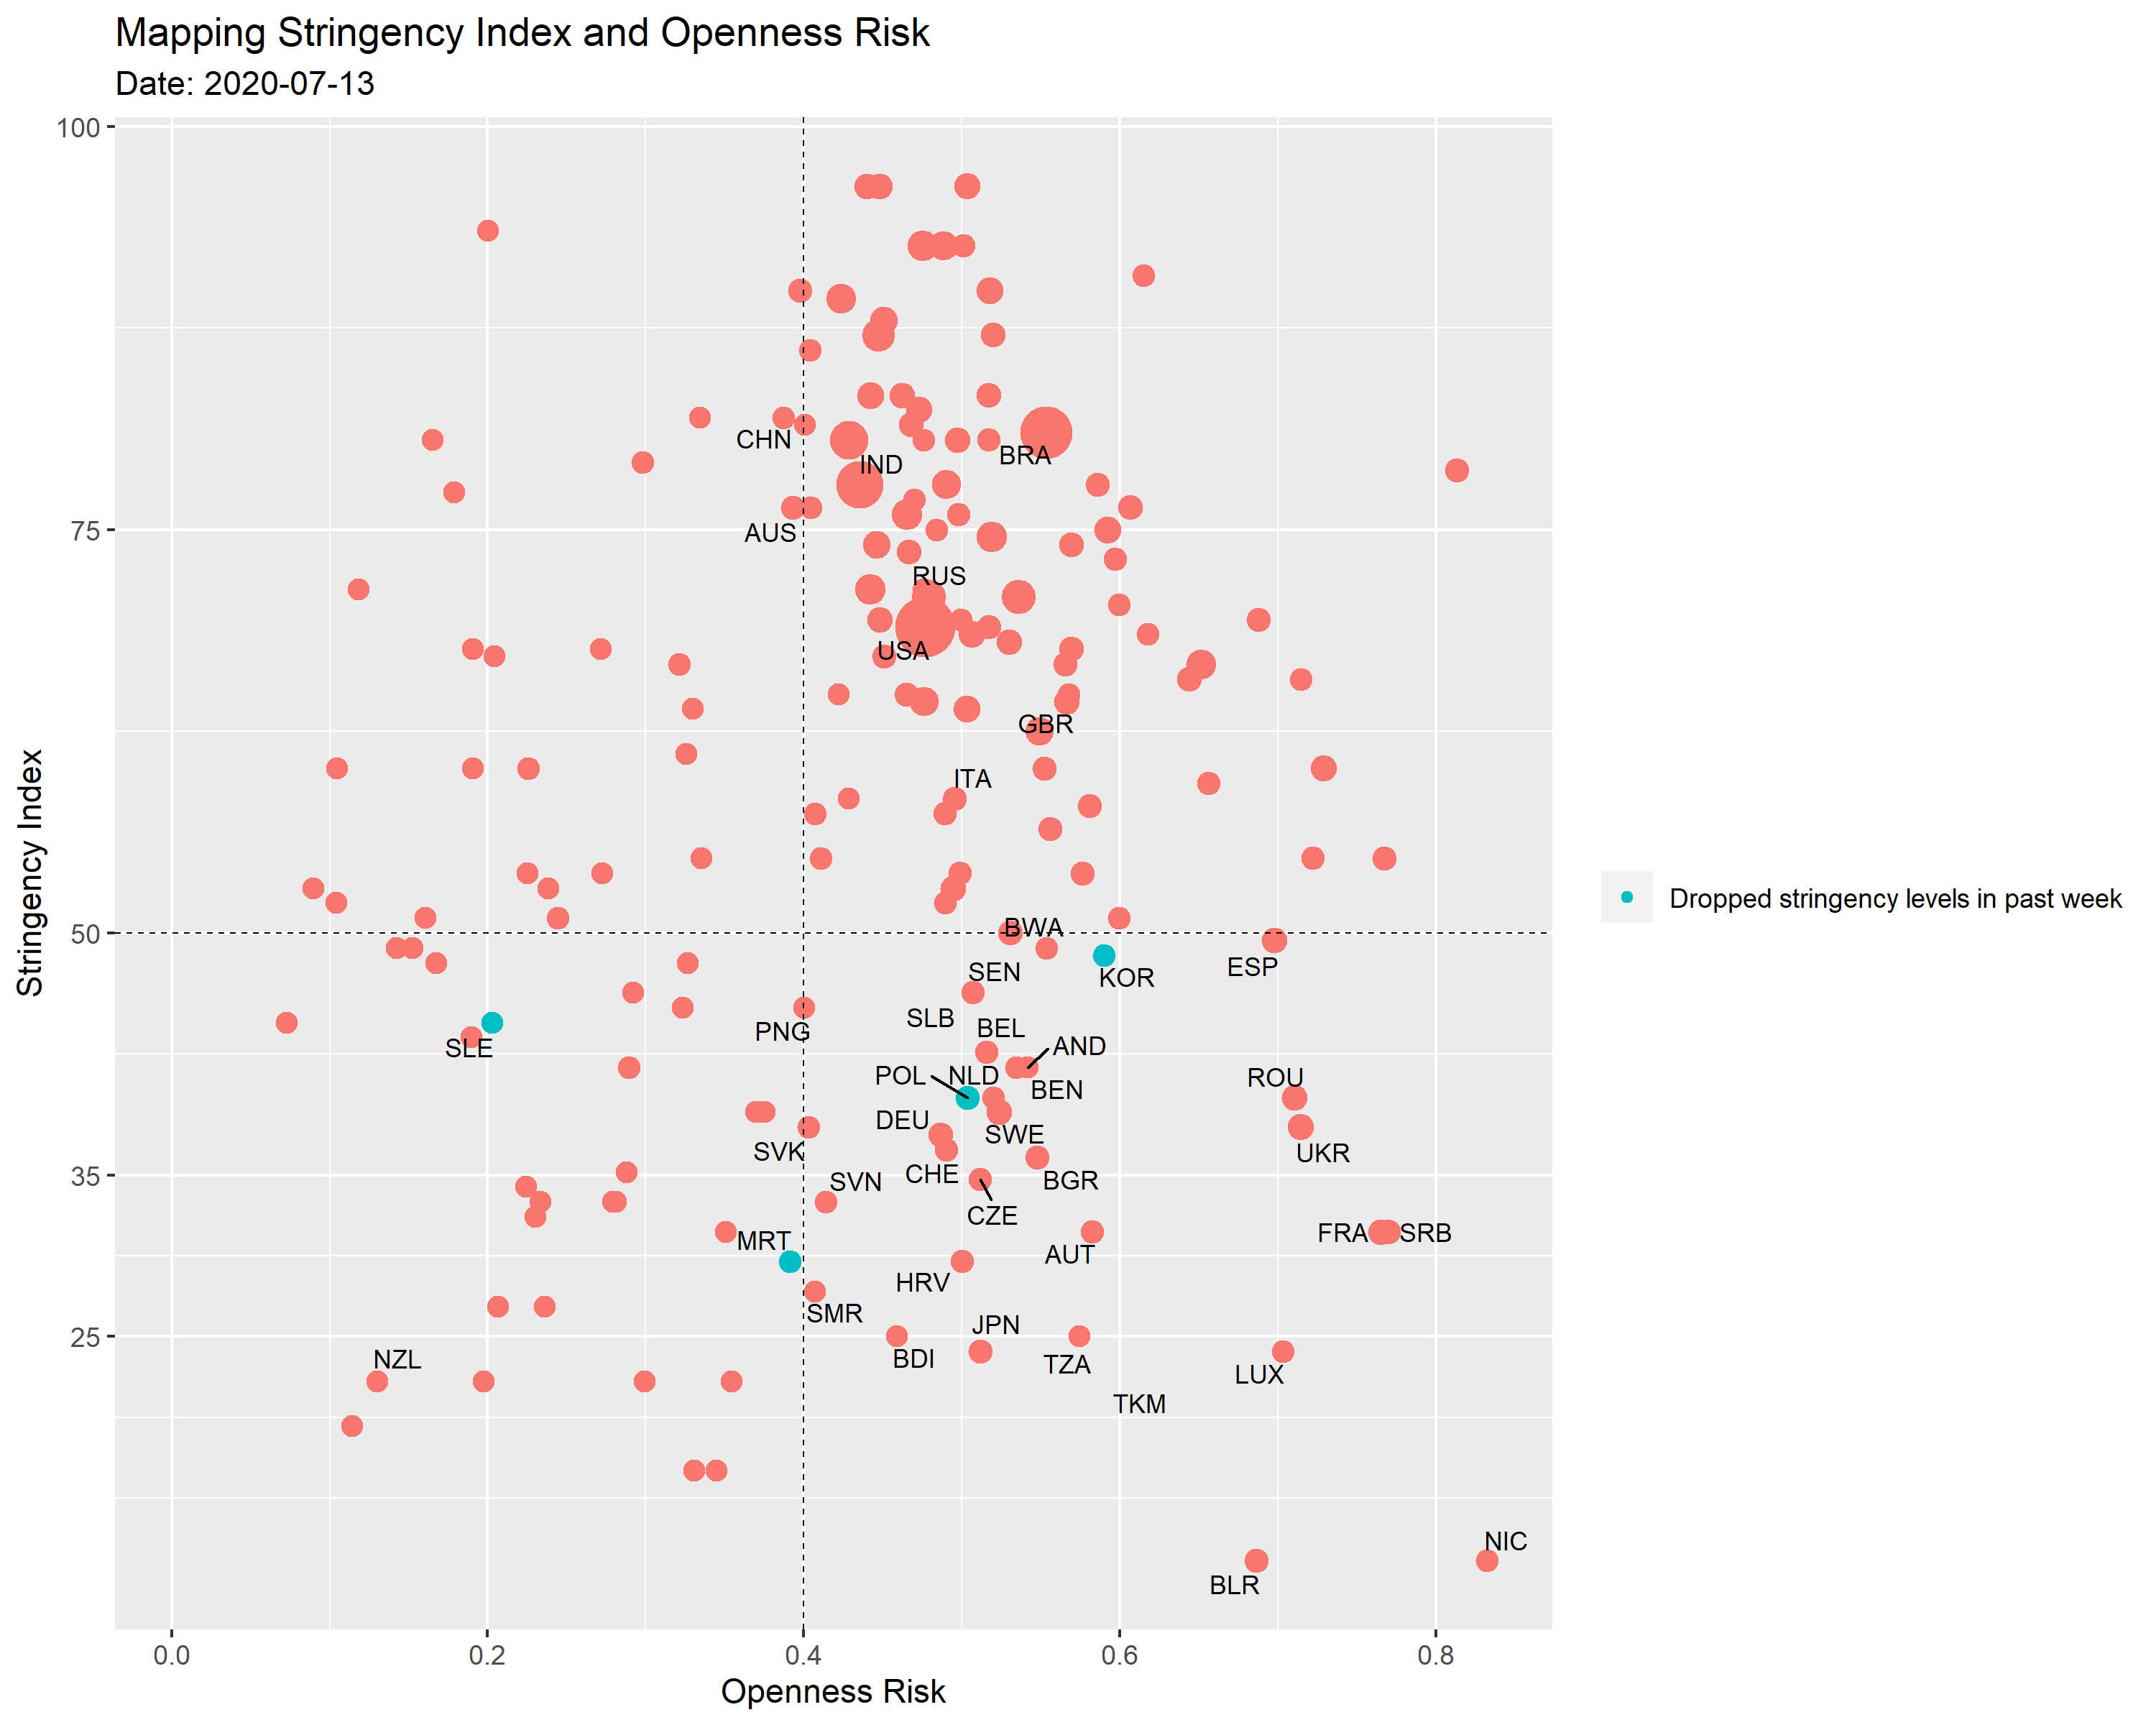 Mapping Stringency Index and Openness Risk
Date: 2020-07-13
100
75
50
35
25
Stringency Index
CHN
IND
BRA
AUS
RUS
USA
GBR
ITA
BWA
SEN
KOR
ESP
SLB
PNG
BEL
SLE
AND
POL
NLD
BEN
ROU
DEU
SWE
SVK
UKR
CHE
BGR
SVN
CZE
FRA
SRB
MRT
AUT
HRV
SMR
JPN
BDI
TZA
NZL
LUX
TKM
NIC
BLR
0.0
0.2
0.4
0.6
0.8
Openness Risk
Dropped stringency levels in past week